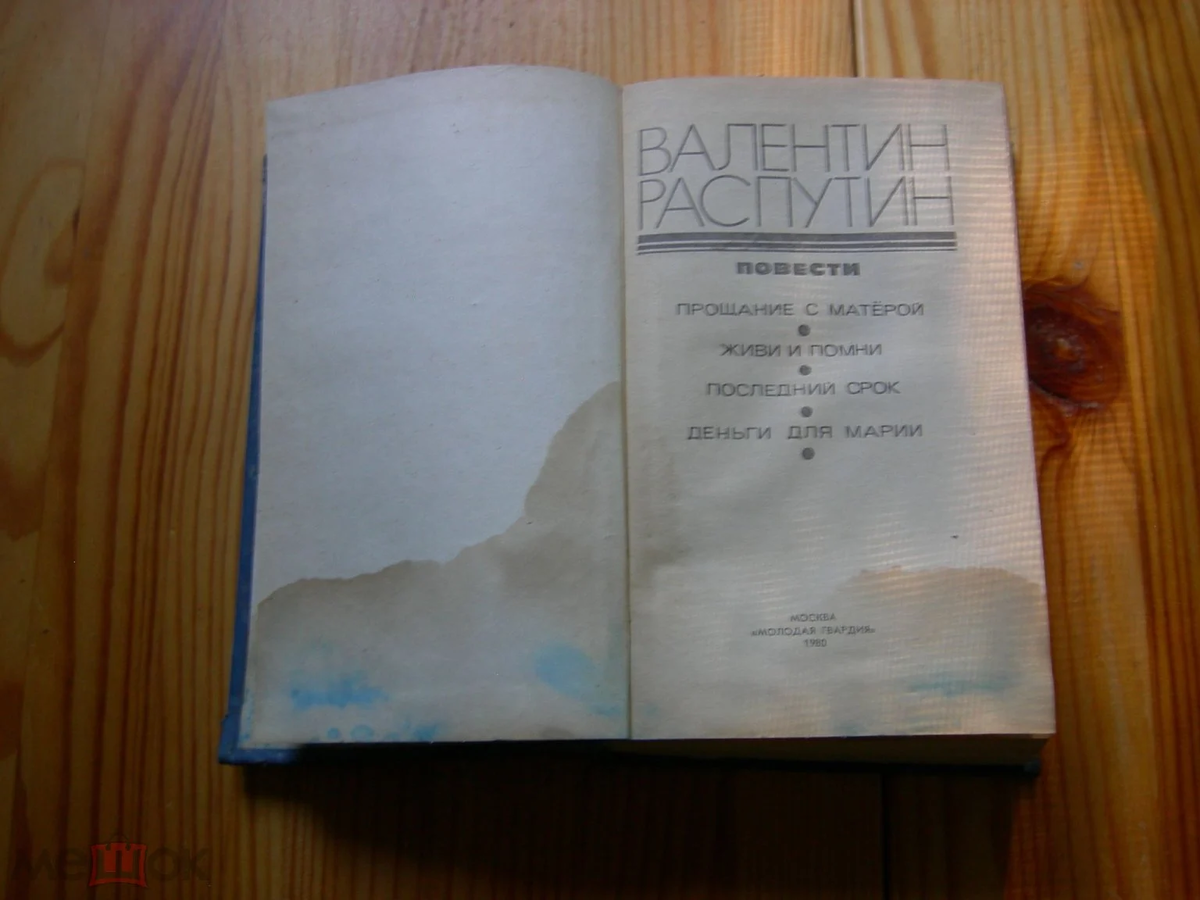 ВАЛЕНТИН
РАСПУТИН
ПОВЕСТИ
ПРОЩАНИЕ С МАТЁРОЙ
ЖИВИ И ПОМНИ
ПОСЛЕДНИЙ СРОК
ДЕНЬГИ ДЛЯ МАРИИ
МОСКВА
«МОЛОДАЯ ГВАРДИЯ»
1980
мешок